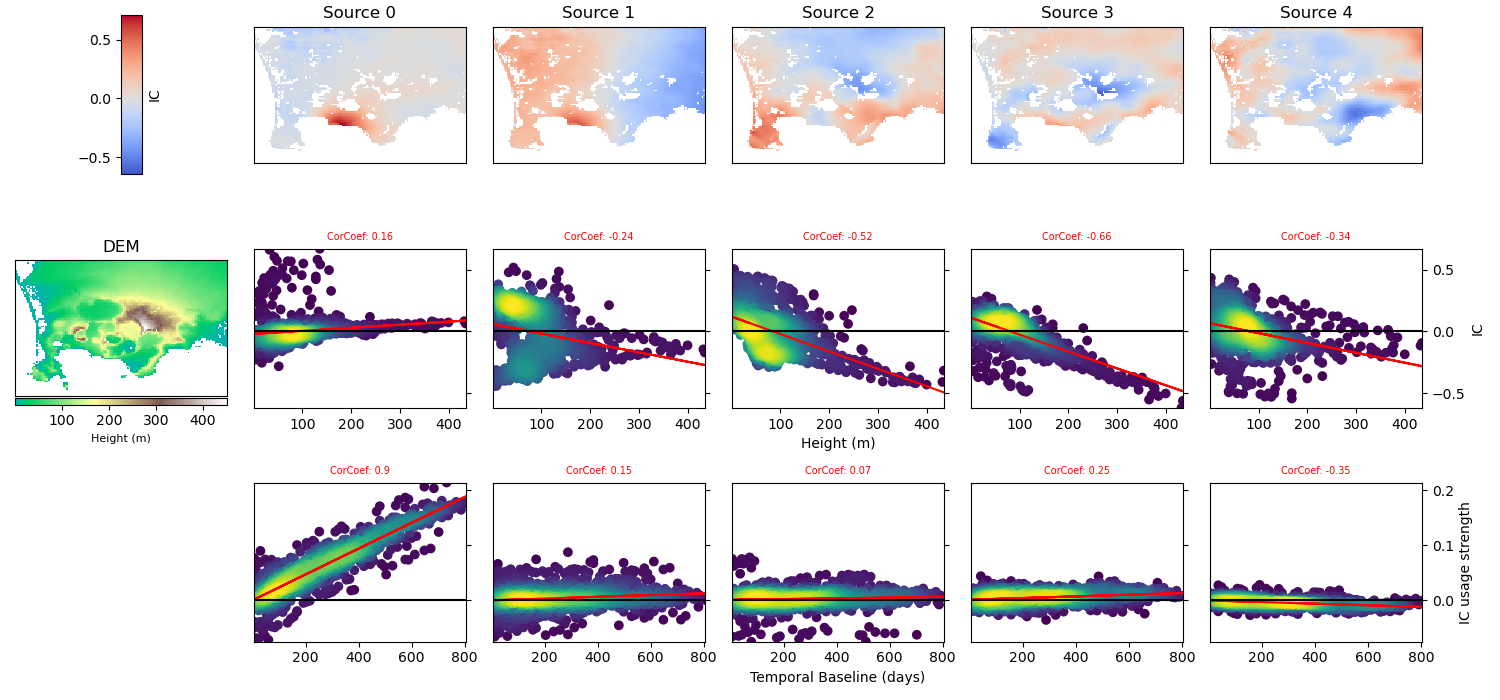 Source 0 Source 1 Source 2 Source 3 Source 4
0.5
0.0
−0.5
IC
DEM
100 200 300 400
Height (m)
CorCoef: 0.16 CorCoef: -0.24 CorCoef: -0.52 CorCoef: -0.66 CorCoef: -0.34
0.5
0.0
−0.5
IC
100 200 300 400 100 200 300 400 100 200 300 400 100 200 300 400 100 200 300 400
Height (m)
CorCoef: 0.9 CorCoef: 0.15 CorCoef: 0.07 CorCoef: 0.25 CorCoef: -0.35
0.2
0.1
0.0
IC usage strength
200 400 600 800 200 400 600 800 200 400 600 800 200 400 600 800 200 400 600 800
Temporal Baseline (days)